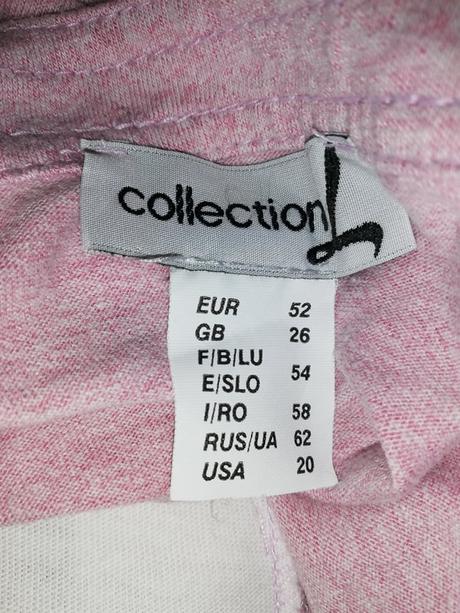 collection L
EUR 52
GB 26
F/B/LU
E/SLO 54
I/RO 58
RUS/UA 62
USA 20